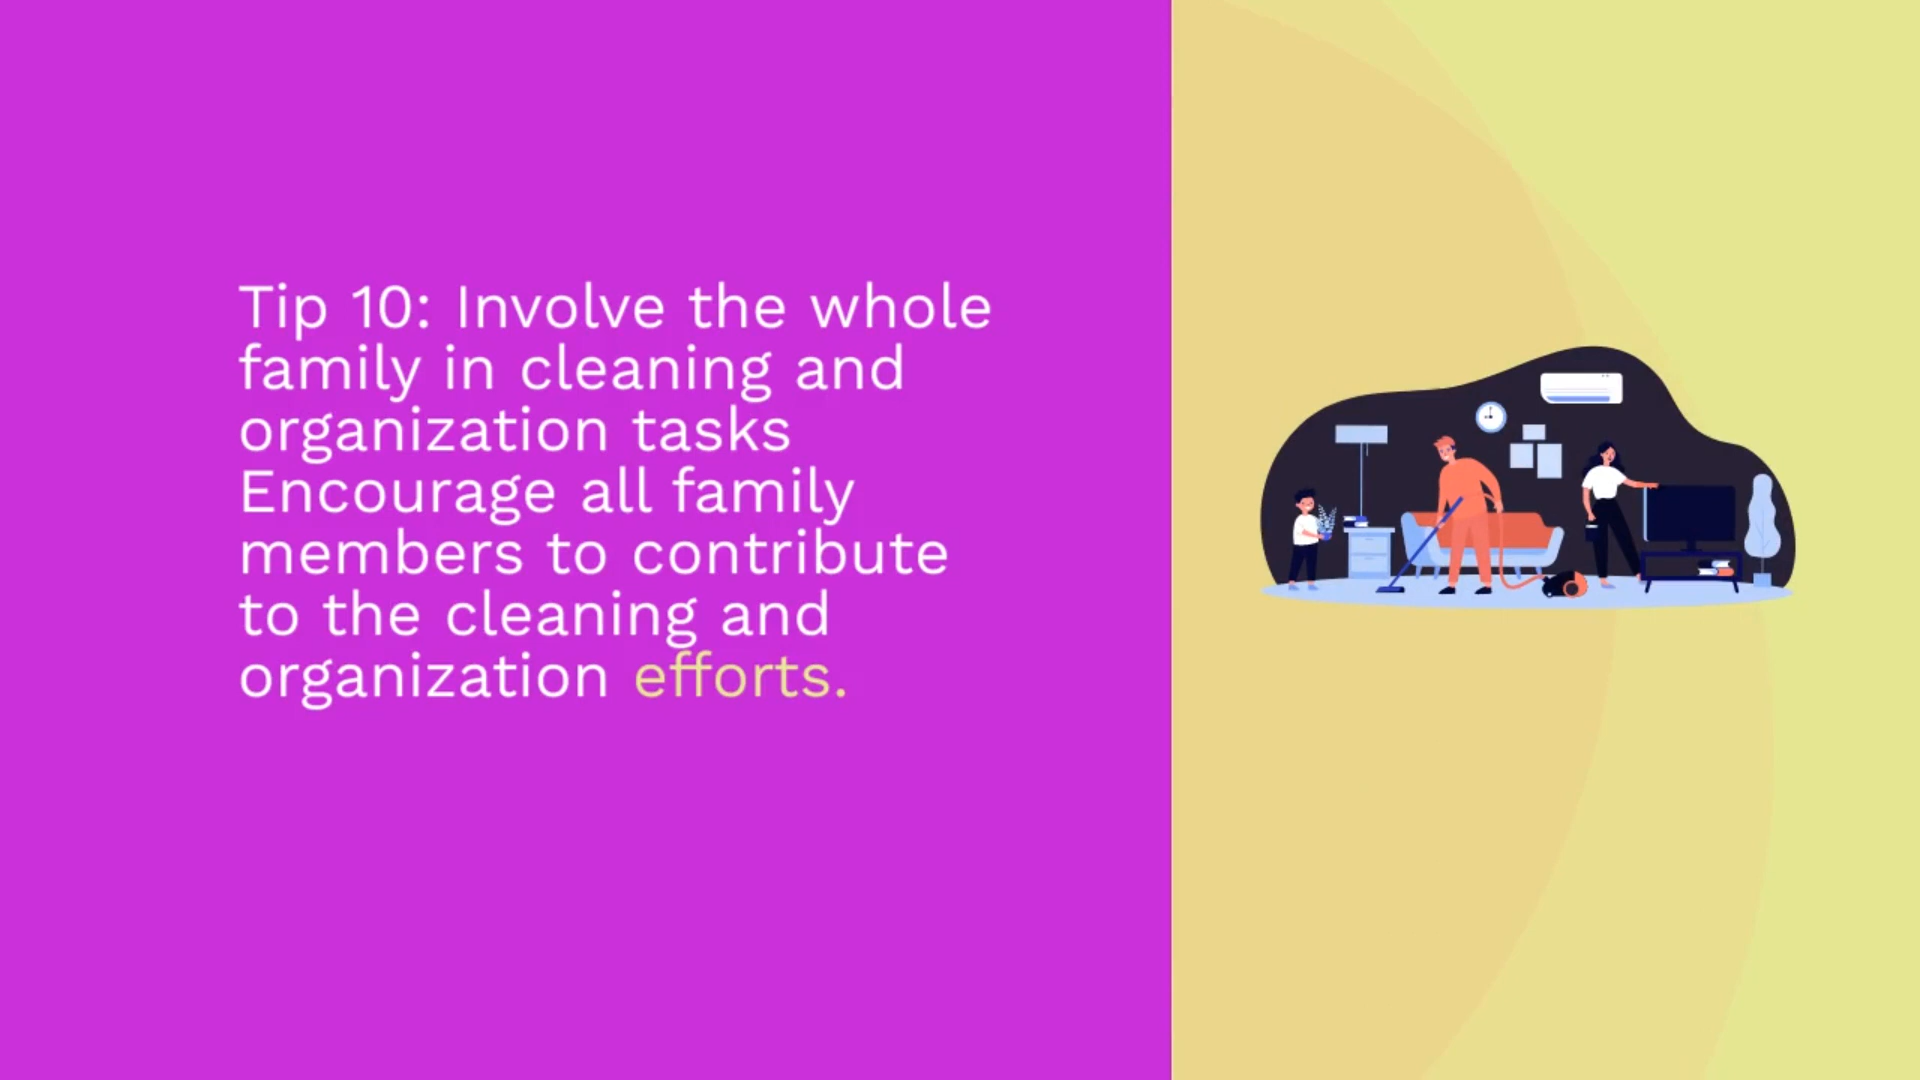 Tip 10: Involve the whole
family in cleaning and
organization tasks
Encourage all family
members to contribute
to the cleaning and
organization efforts.